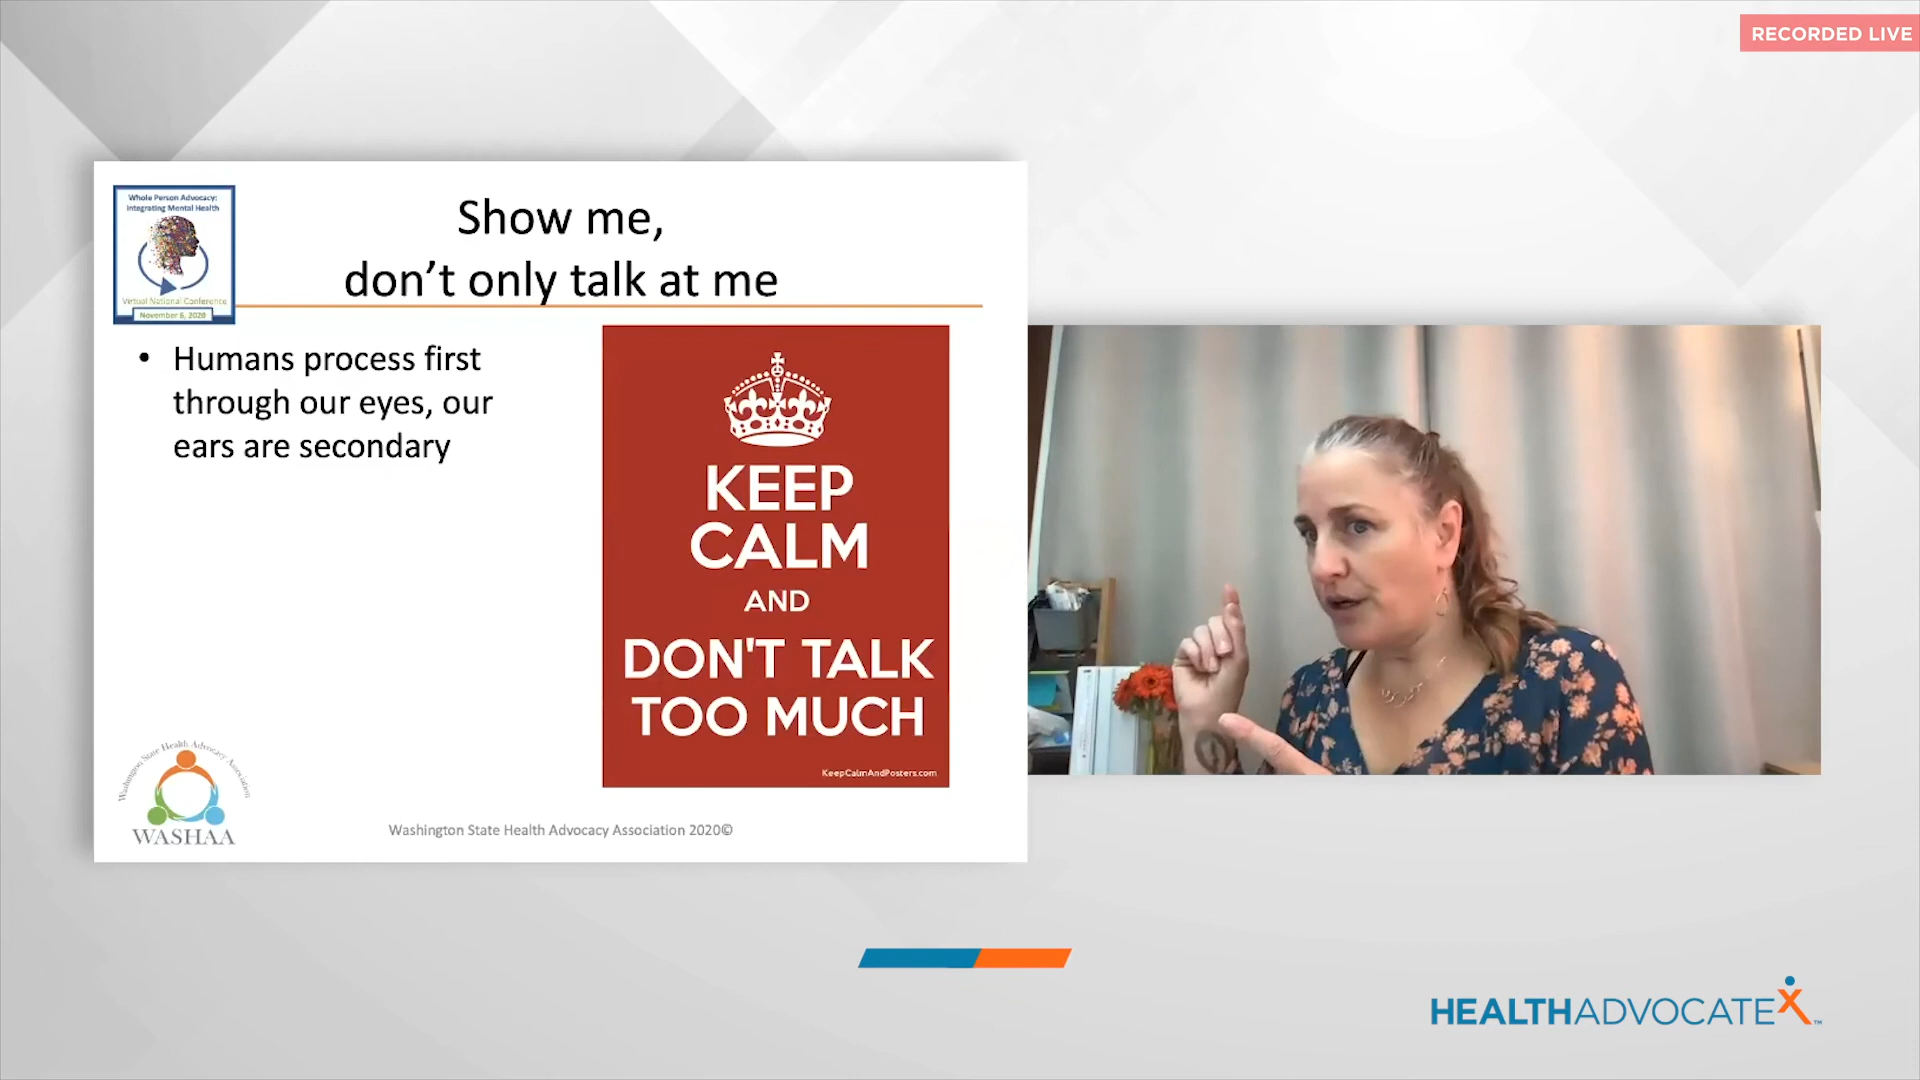 RECORDED LIVE
Whole Person Advocacy:
Integrating Mental Health
Virtual National Conference
November 6, 2020
Show me,
don’t only talk at me
• Humans process first
through our eyes, our
ears are secondary
KEEP
CALM
AND
DON'T TALK
TOO MUCH
KeepCalmAndPosters.com
Washington State Health Advocacy Association
WASHAA
Washington State Health Advocacy Association 2020©
HEALTHADVOCATEX™